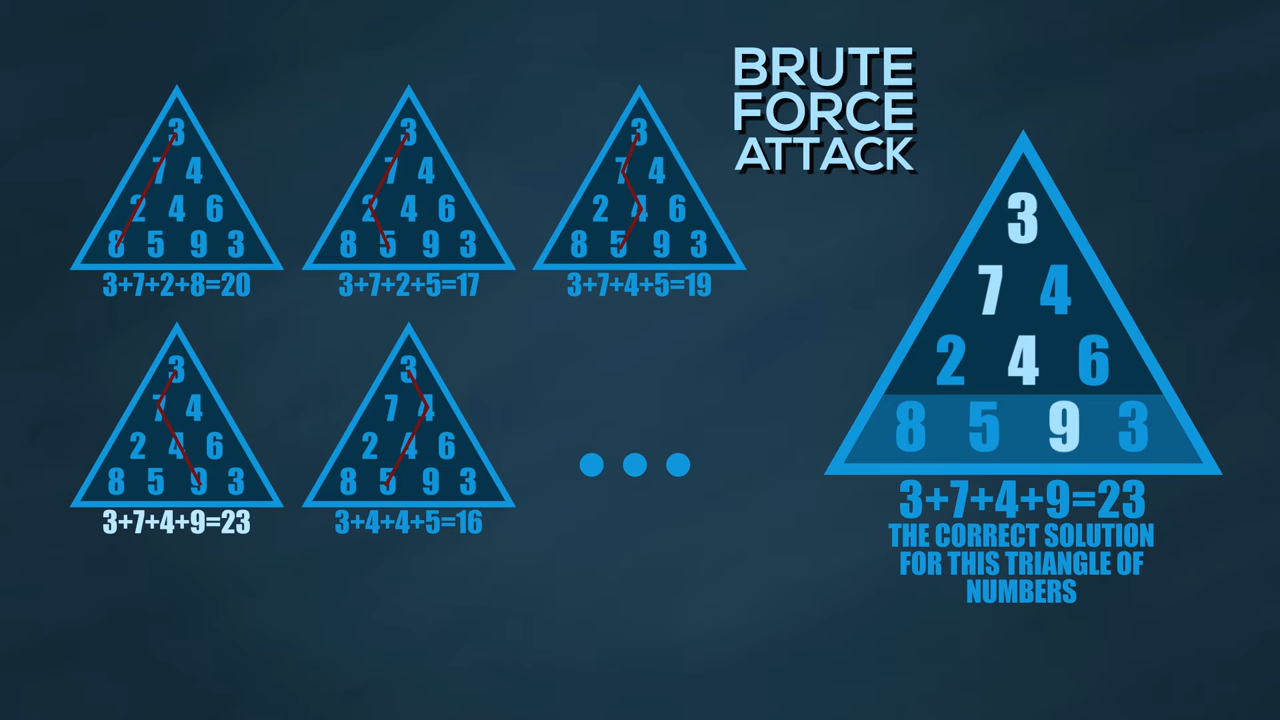 BRUTE
FORCE
ATTACK
3
7 4
2 4 6
8 5 9 3
3+7+2+8=20
3
7 4
2 4 6
8 5 9 3
3+7+2+5=17
3
7 4
2 4 6
8 5 9 3
3+7+4+5=19
3
7 4
2 4 6
8 5 9 3
3+7+4+9=23
3
7 4
2 4 6
8 5 9 3
3+4+4+5=16
3
7 4
2 4 6
8 5 9 3
3+7+4+9=23
THE CORRECT SOLUTION
FOR THIS TRIANGLE OF
NUMBERS